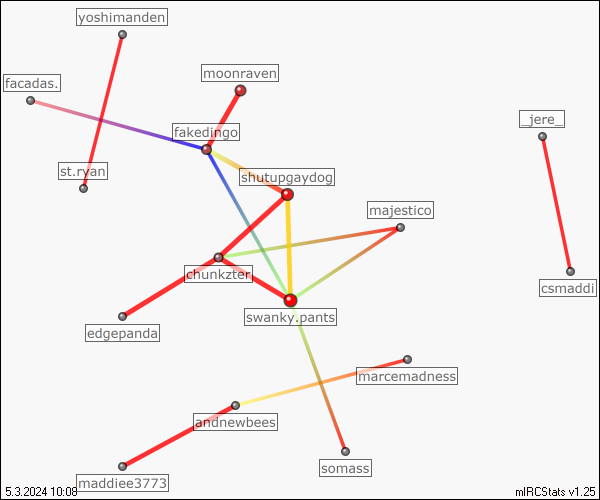 yoshimanden
moonraven
facadas.
_jere_
fakedingo
st.ryan
shutupgaydog
majestico
chunkzter
csmaddi
swanky.pants
edgepanda
marcemadness
andnewbees
somass
maddiee3773
5.3.2024 10:08
mIRCStats v1.25